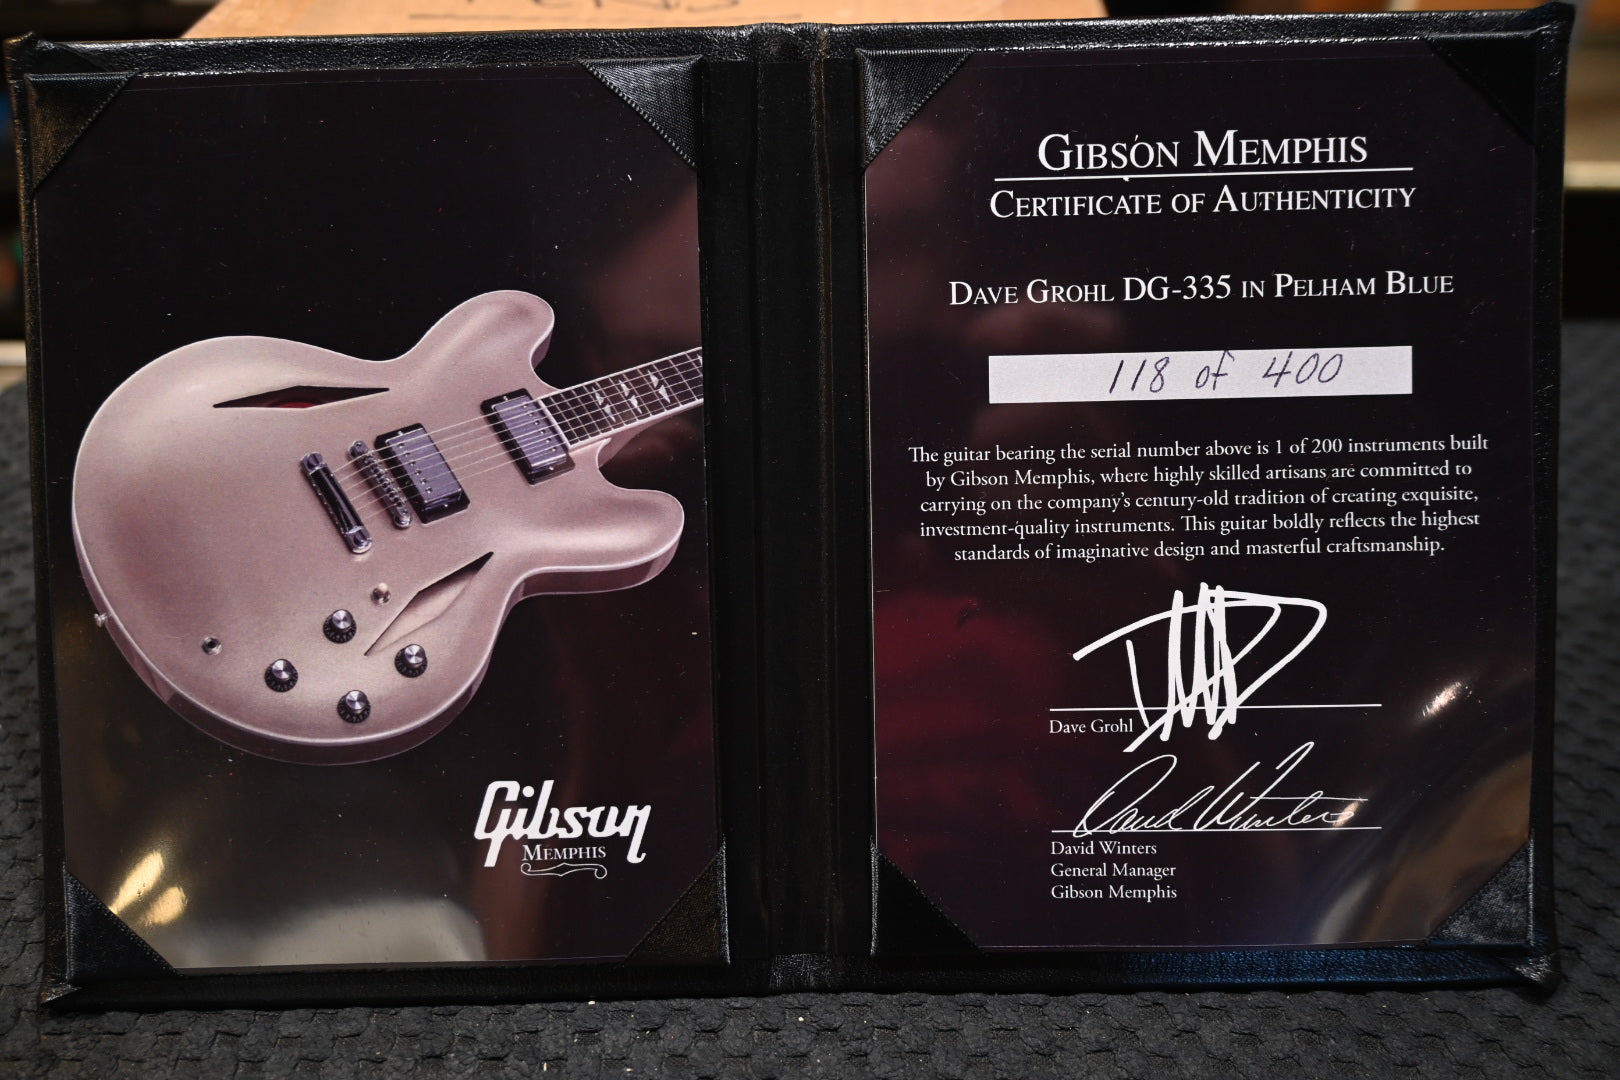 Gibson
MEMPHIS
GIBSON MEMPHIS
CERTIFICATE OF AUTHENTICITY
DAVE GROHL DG-335 IN PELHAM BLUE
118 of 400
The guitar bearing the serial number above is 1 of 200 instruments built
by Gibson Memphis, where highly skilled artisans are committed to
carrying on the company's century-old tradition of creating exquisite,
investment-quality instruments. This guitar boldly reflects the highest
standards of imaginative design and masterful craftsmanship.
Dave Grohl
David Winters
David Winters
General Manager
Gibson Memphis